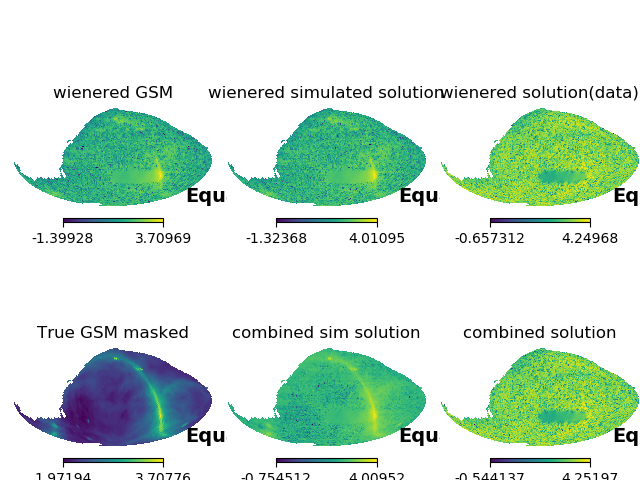 wienered GSM
wienered simulated solution
wienered solution(data)
Equ
Equ
Eq
-1.39928 3.70969
-1.32368 4.01095
-0.657312 4.24968
True GSM masked
combined sim solution
combined solution
Equ
Equ
Eq
1.97194 3.70776
-0.754512 4.00952
-0.544137 4.25197